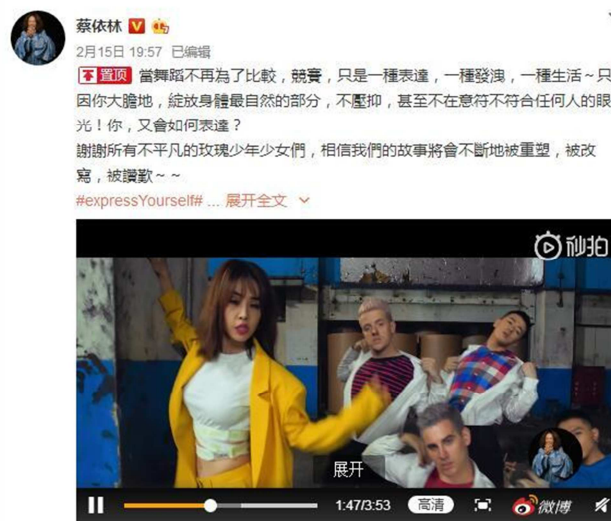 蔡依林 V
2月15日 19:57 已编辑
置顶 當舞蹈不再為了比較，競賽，只是一種表達，一種發洩，一種生活～只
因你大膽地，綻放身體最自然的部分，不壓抑，甚至不在意符不符合任何人的眼
光！你，又會如何表達？
謝謝所有不平凡的玫瑰少年少女們，相信我們的故事將會不斷地被重塑，被改
寫，被讚歎～～
#expressYourself# ... 展开全文
秒拍
展开
1:47/3:53 高清 微博